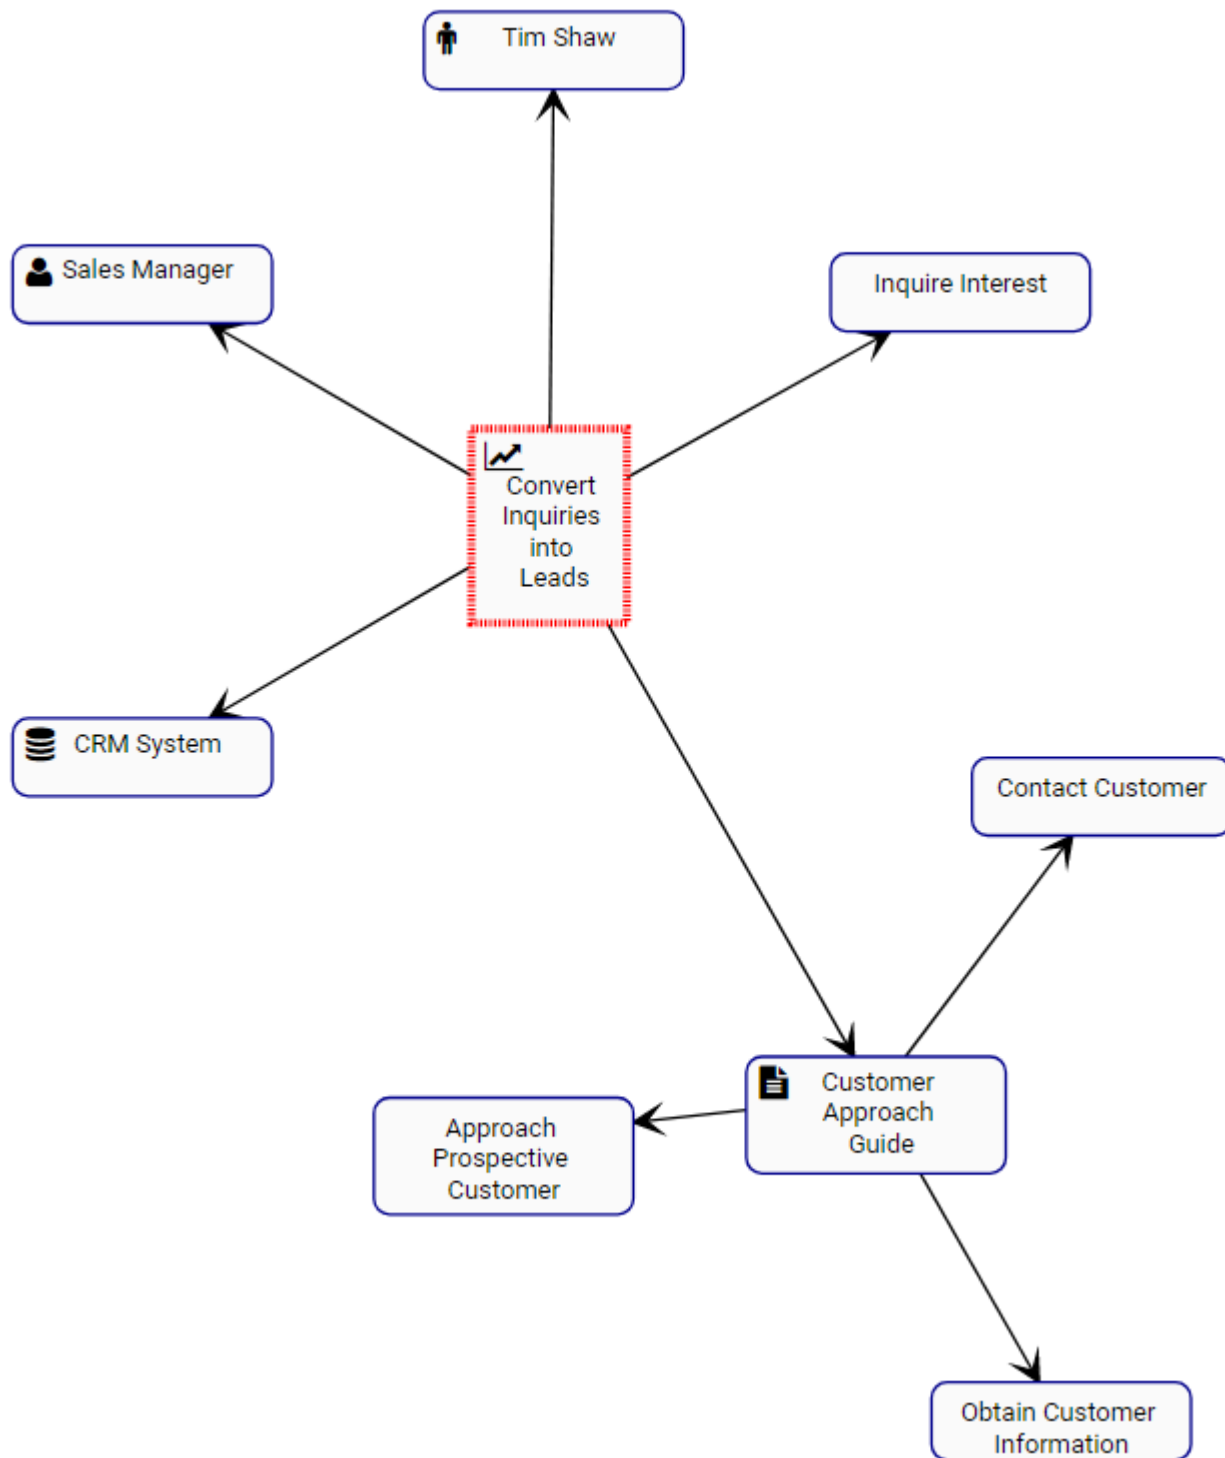 Tim Shaw
Sales Manager
Inquire Interest
Convert
Inquiries
into
Leads
CRM System
Contact Customer
Customer
Approach
Guide
Approach
Prospective
Customer
Obtain Customer
Information